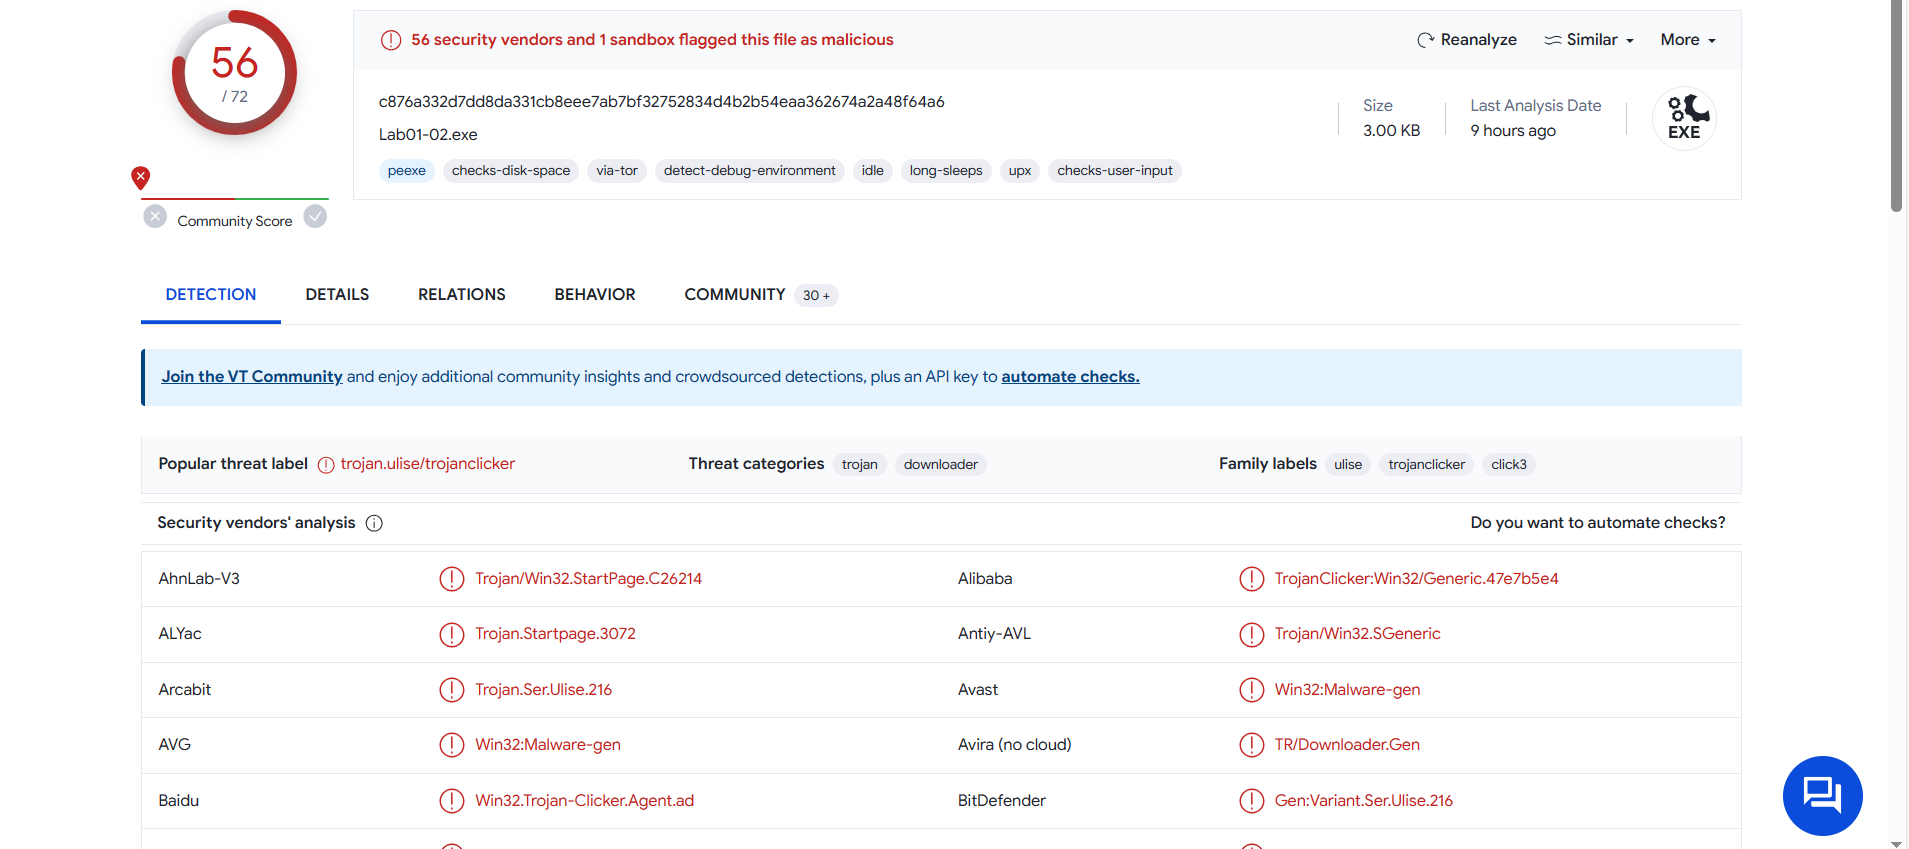 56
/ 72
Community Score
56 security vendors and 1 sandbox flagged this file as malicious
Reanalyze
Similar
More
c876a332d7dd8da331cb8eee7ab7bf32752834d4b2b54eaa362674a2a48f64a6
Lab01-02.exe
peexe checks-disk-space via-tor detect-debug-environment idle long-sleeps upx checks-user-input
Size
3.00 KB
Last Analysis Date
9 hours ago
EXE
DETECTION DETAILS RELATIONS BEHAVIOR COMMUNITY 30 +
Join the VT Community and enjoy additional community insights and crowdsourced detections, plus an API key to automate checks.
Popular threat label trojan.ulise/trojanclicker Threat categories trojan downloader Family labels ulise trojanclicker click3
Security vendors' analysis Do you want to automate checks?
AhnLab-V3 Trojan/Win32.StartPage.C26214 Alibaba TrojanClicker:Win32/Generic.47e7b5e4
ALYac Trojan.Startpage.3072 Antiy-AVL Trojan/Win32.SGeneric
Arcabit Trojan.Ser.Ulise.216 Avast Win32:Malware-gen
AVG Win32:Malware-gen Avira (no cloud) TR/Downloader.Gen
Baidu Win32.Trojan-Clicker.Agent.ad BitDefender Gen:Variant.Ser.Ulise.216